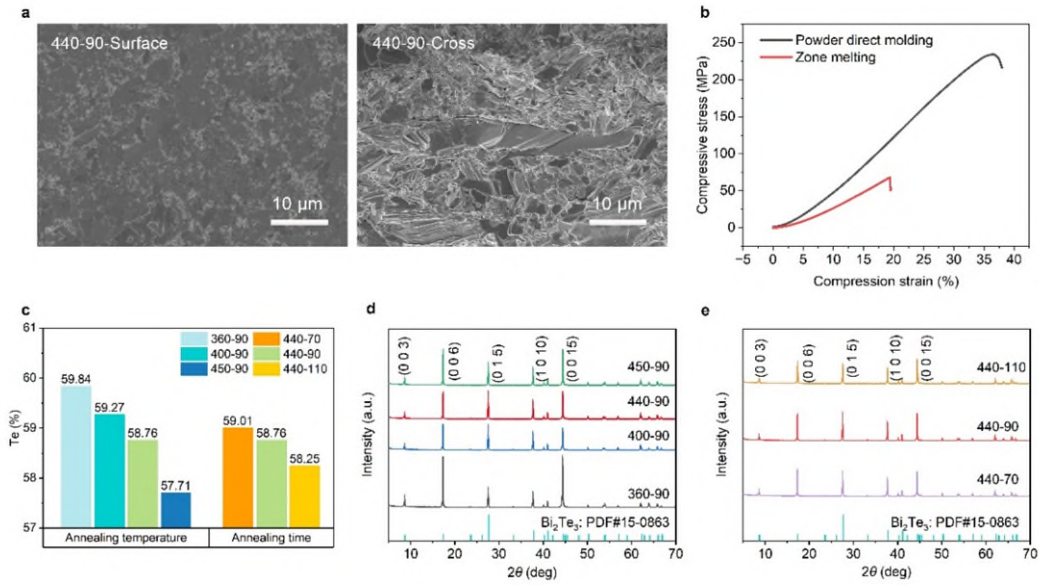 a
440-90-Surface
10 μm
440-90-Cross
10 μm
b
Powder direct molding
Zone melting
Compressive stress (MPa)
250
200
150
100
50
0
−5 0 5 10 15 20 25 30 35 40
Compression strain (%)
c
Te (%)
61
60
59
58
57
360-90 440-70
400-90 440-90
450-90 440-110
59.84
59.27
58.76
57.71
59.01
58.76
58.25
Annealing temperature Annealing time
d
Intensity (a.u.)
(0 0 3)
(0 0 6)
(0 1 5)
(1 0 10)
(0 0 15)
450-90
440-90
400-90
360-90
Bi₂Te₃: PDF#15-0863
10 20 30 40 50 60 70
2θ (deg)
e
Intensity (a.u.)
(0 0 3)
(0 0 6)
(0 1 5)
(1 0 10)
(0 0 15)
440-110
440-90
440-70
Bi₂Te₃: PDF#15-0863
10 20 30 40 50 60 70
2θ (deg)